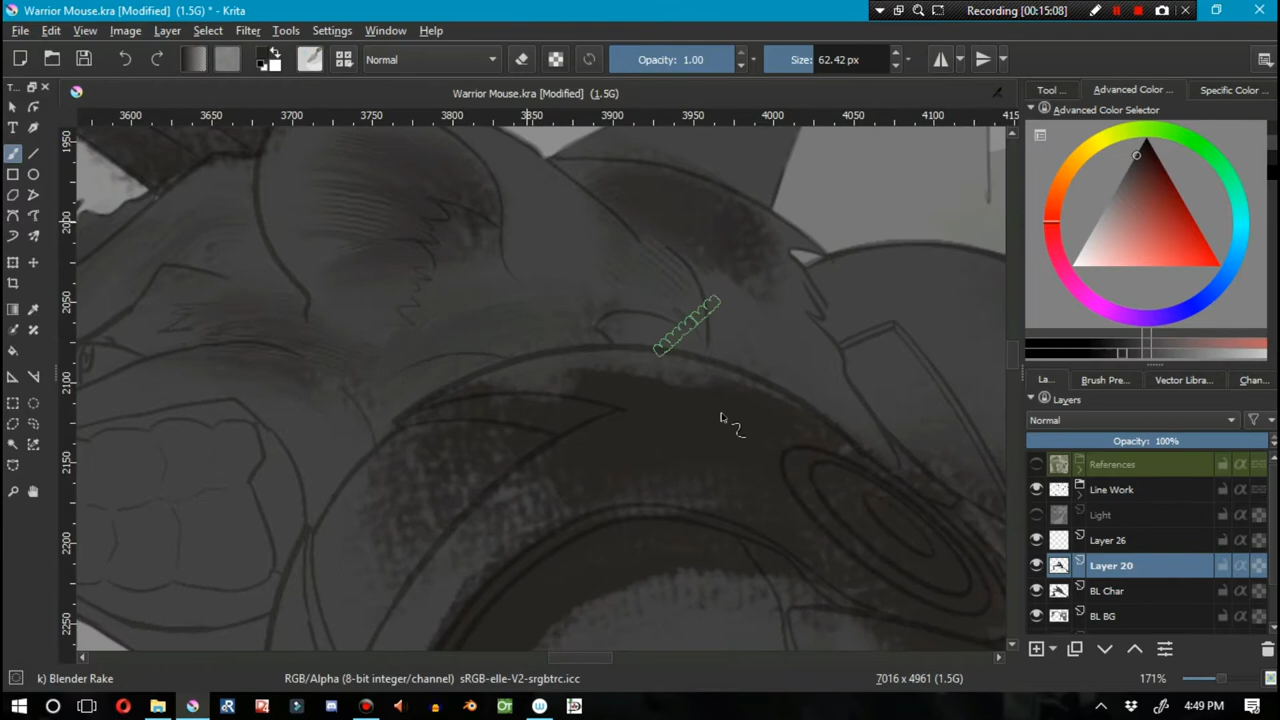 Warrior Mouse.kra [Modified] (1.5G) * - Krita
Recording [00:15:08]
File Edit View Image Layer Select Filter Tools Settings Window Help
Normal
Opacity: 1.00
Size: 62.42 px
T...
Warrior Mouse.kra [Modified] (1.5G)
Tool ...
Advanced Color ...
Specific Color ...
3600 3650 3700 3750 3800 3850 3900 3950 4000 4050 4100 415
1950
2000
2050
2100
2150
2200
2250
Advanced Color Selector
La...
Brush Pre...
Vector Libra...
Chan...
Layers
Normal
Opacity: 100%
References
Line Work
Light
Layer 26
Layer 20
BL Char
BL BG
k) Blender Rake
RGB/Alpha (8-bit integer/channel) sRGB-elle-V2-srgbtrc.icc
7016 x 4961 (1.5G)
171%
4:49 PM